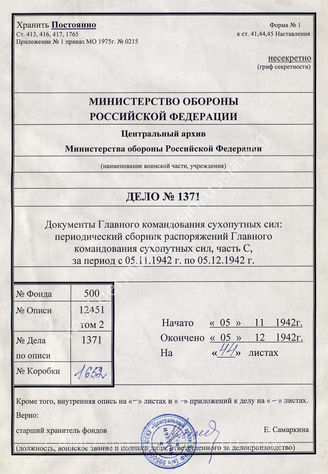 Хранить Постоянно
Форма № 1
Ст. 413, 416, 417, 1765
к ст. 41,44,45 Наставления
Приложение № 1 приказ МО 1975г. № 0215
несекретно
(гриф секретности)
МИНИСТЕРСТВО ОБОРОНЫ
РОССИЙСКОЙ ФЕДЕРАЦИИ
Центральный архив
Министерства обороны Российской Федерации
(наименование воинской части, учреждения)
ДЕЛО № 1371
Документы Главного командования сухопутных сил:
периодический сборник распоряжений Главного
командования сухопутных сил, часть С,
за период с 05.11.1942 г. по 05.12.1942 г.
№ Фонда 500
№ Описи 12451
том 2
№ Дела 1371
по описи
№ Коробки 1652
Начато « 05 » 11 1942г.
Окончено « 05 » 12 1942г.
На «44» листах
Кроме того, внутренняя опись на «–» листах и «–» приложений к делу на «–» листах.
Верно:
старший хранитель фондов Е. Самаркина
(должность, воинское звание и подпись ответственного за делопроизводство)